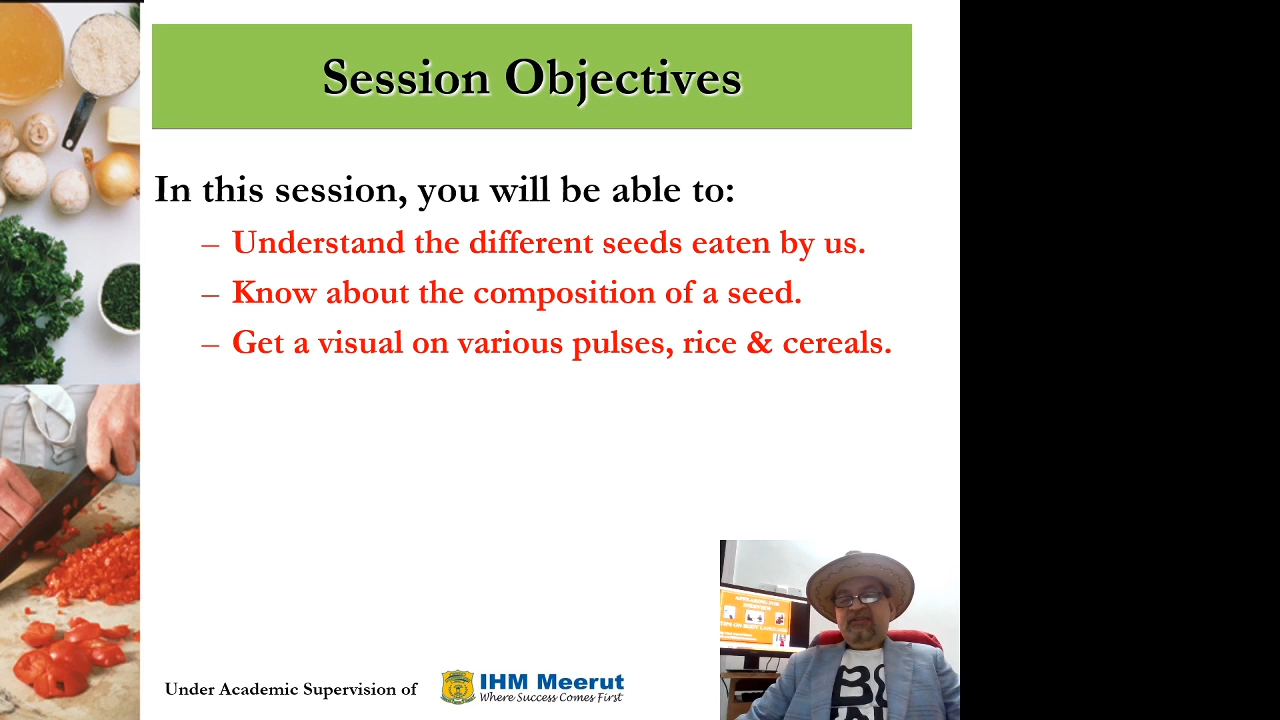 Session Objectives
In this session, you will be able to:
– Understand the different seeds eaten by us.
– Know about the composition of a seed.
– Get a visual on various pulses, rice & cereals.
Under Academic Supervision of
IHM Meerut
Where Success Comes First